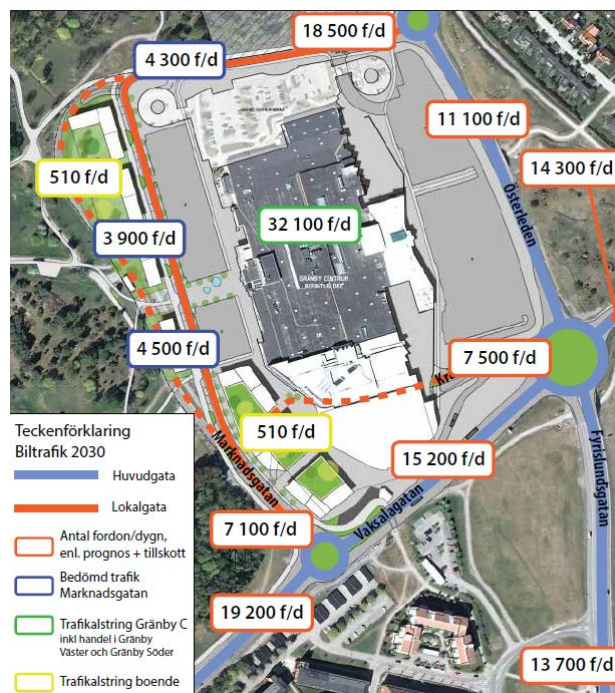 18 500 f/d
4 300 f/d
11 100 f/d
14 300 f/d
Österleden
510 f/d
3 900 f/d
32 100 f/d
GRÄNBY CENTRUM
4 500 f/d
7 500 f/d
510 f/d
Marknadsgatan
15 200 f/d
Vaksalagatan
Fyrislundsgatan
7 100 f/d
19 200 f/d
13 700 f/d
Teckenförklaring
Biltrafik 2030
Huvudgata
Lokalgata
Antal fordon/dygn,
enl. prognos + tillskott
Bedömd trafik
Marknadsgatan
Trafikalstring Gränby C
inkl handel i Gränby
Väster och Gränby Söder
Trafikalstring boende